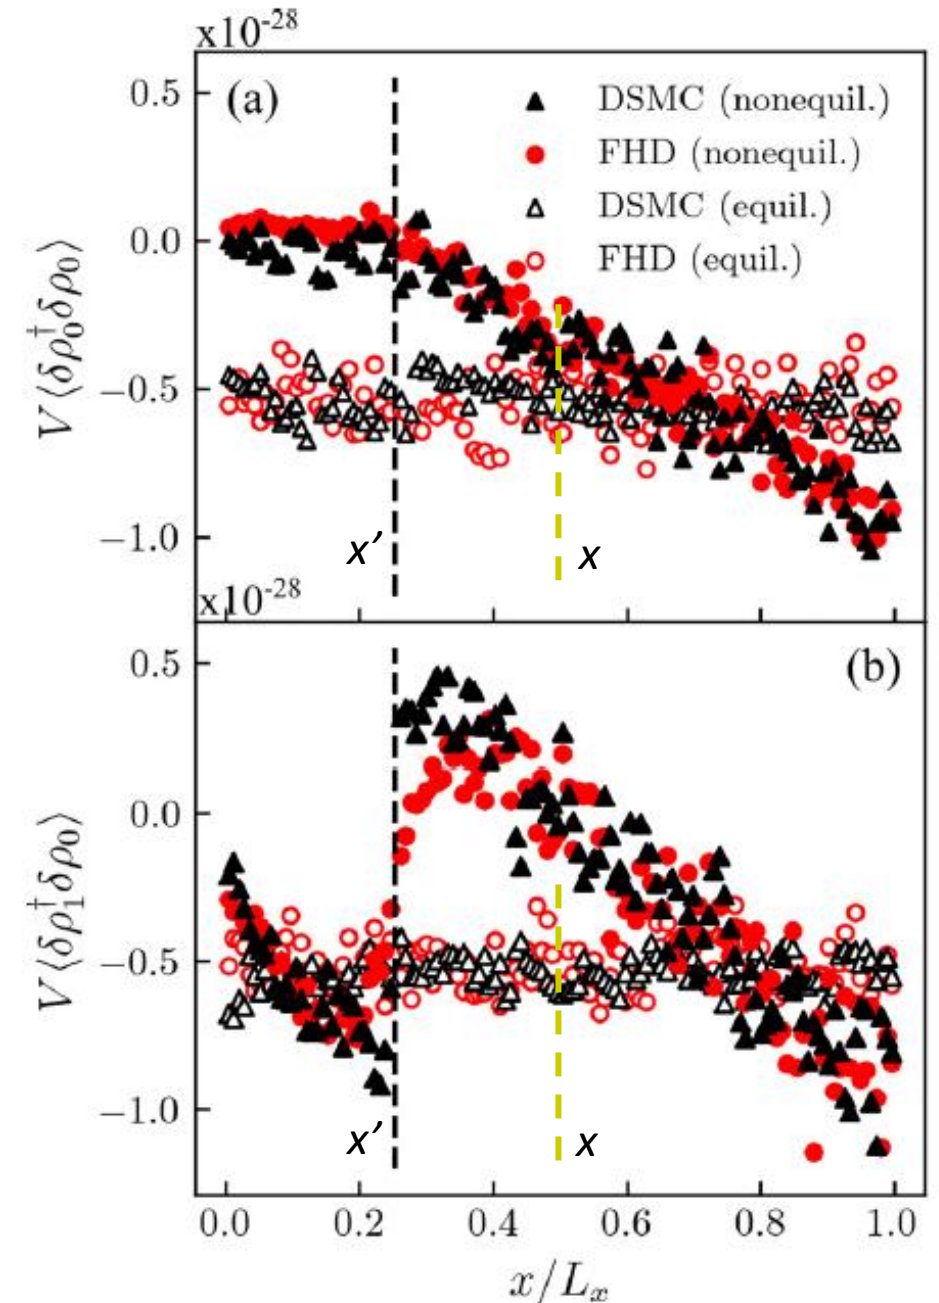 x10⁻²⁸
0.5
(a)
DSMC (nonequil.)
FHD (nonequil.)
DSMC (equil.)
FHD (equil.)
0.0
−0.5
−1.0
V⟨δρ₀†δρ₀⟩
x′
x
x10⁻²⁸
0.5
(b)
0.0
−0.5
−1.0
V⟨δρ₁†δρ₀⟩
x′
x
0.0 0.2 0.4 0.6 0.8 1.0
x/Lₓ